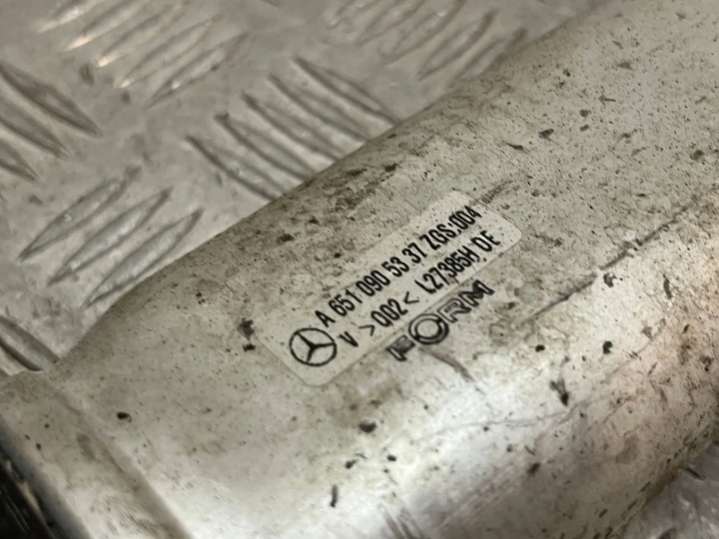 A 651 090 53 37 ZGS:004
V > 002 < L27385H DE
FORM